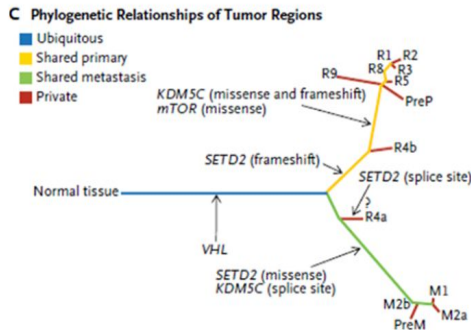 C Phylogenetic Relationships of Tumor Regions
Ubiquitous
Shared primary
Shared metastasis
Private
R1
R2
R9
R8
R3
R5
KDM5C (missense and frameshift)
mTOR (missense)
PreP
R4b
SETD2 (frameshift)
SETD2 (splice site)
?
Normal tissue
R4a
VHL
SETD2 (missense)
KDM5C (splice site)
M2b
M1
M2a
PreM